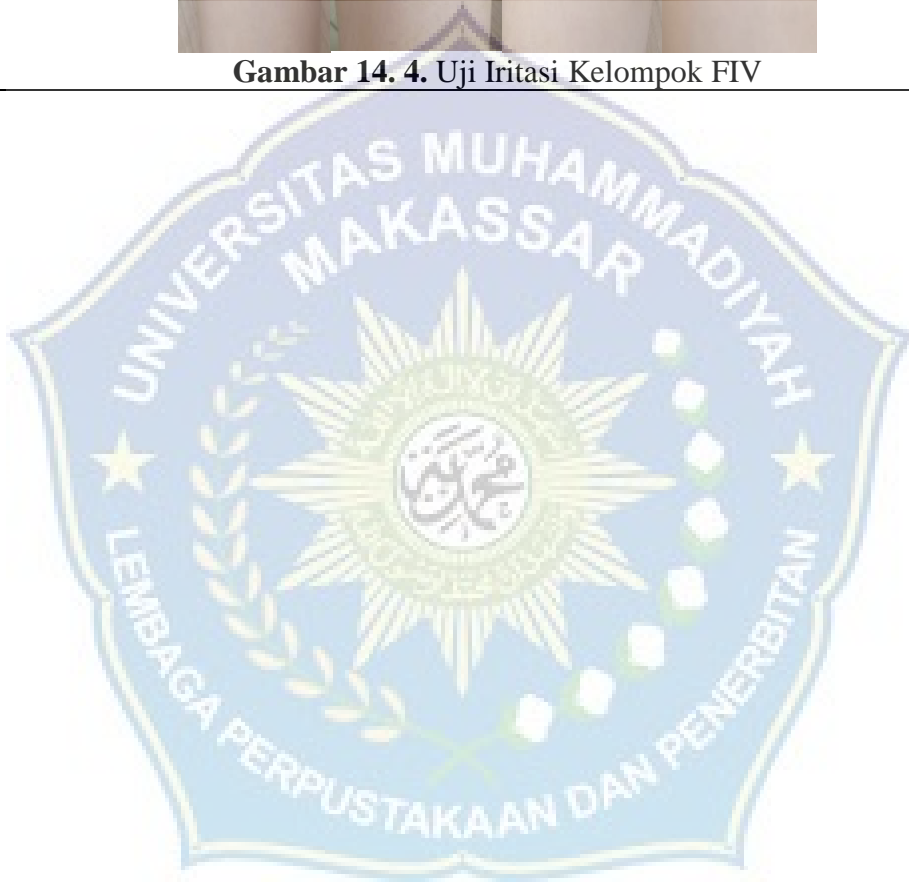 Gambar 14. 4. Uji Iritasi Kelompok FIV
UNIVERSITAS MUHAMMADIYAH
MAKASSAR
LEMBAGA PERPUSTAKAAN DAN PENERBITAN